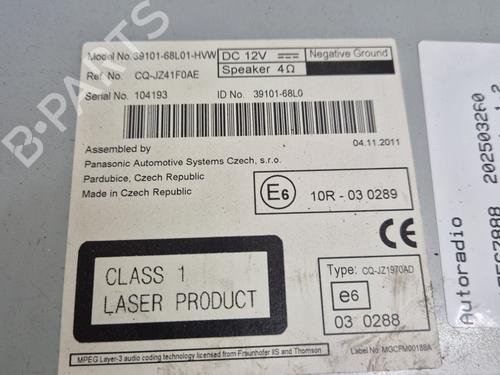 Model No. 39101-68L01-HVW
DC 12V
Negative Ground
Ref. No. CQ-JZ41F0AE
Speaker 4Ω
Serial No. 104193
ID No. 39101-68L0
Assembled by
04.11.2011
Panasonic Automotive Systems Czech, s.r.o.
Pardubice, Czech Republic
Made in Czech Republic
E6
10R - 03 0289
CE
CLASS 1
LASER PRODUCT
Type: CQ-JZ1970AD
e6
03 0288
MPEG Layer-3 audio coding technology licensed from Fraunhofer IIS and Thomson
Label No: MGCFM00188A
Autoradio
202503260
B-PARTS